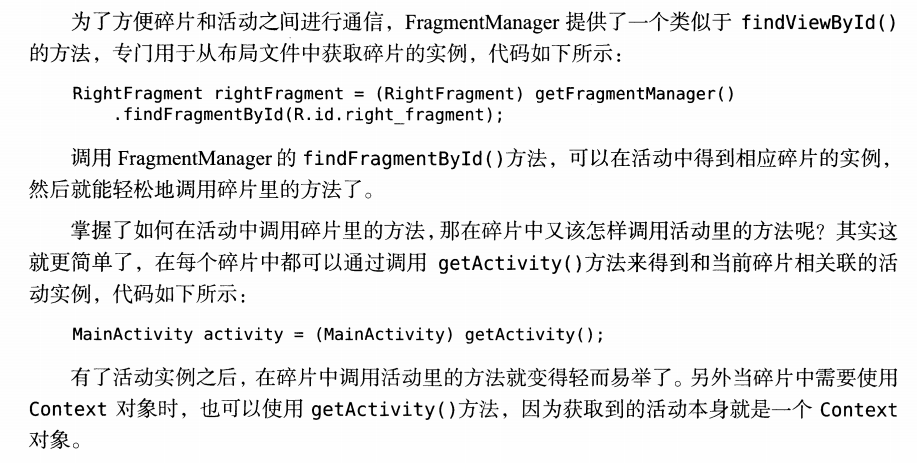 为了方便碎片和活动之间进行通信，FragmentManager 提供了一个类似于 findViewById()
的方法，专门用于从布局文件中获取碎片的实例，代码如下所示：
RightFragment rightFragment = (RightFragment) getFragmentManager()
.findFragmentById(R.id.right_fragment);
调用 FragmentManager 的 findFragmentById()方法，可以在活动中得到相应碎片的实例，
然后就能轻松地调用碎片里的方法了。
掌握了如何在活动中调用碎片里的方法，那在碎片中又该怎样调用活动里的方法呢？其实这
就更简单了，在每个碎片中都可以通过调用 getActivity()方法来得到和当前碎片相关联的活
动实例，代码如下所示：
MainActivity activity = (MainActivity) getActivity();
有了活动实例之后，在碎片中调用活动里的方法就变得轻而易举了。另外当碎片中需要使用
Context 对象时，也可以使用 getActivity()方法，因为获取到的活动本身就是一个 Context
对象。